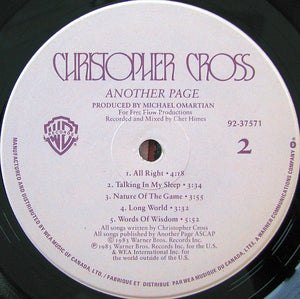 CHRISTOPHER CROSS
ANOTHER PAGE
PRODUCED BY MICHAEL OMARTIAN
For Free Flow Productions
Recorded and Mixed by Chet Himes
92-37571
2
1. All Right • 4:18
2. Talking In My Sleep • 3:34
3. Nature Of The Game • 3:55
4. Long World • 3:32
5. Words Of Wisdom • 5:52
All songs written by Christopher Cross
All songs published by Another Page ASCAP
© 1983 Warner Bros. Records Inc.
℗ 1983 Warner Bros. Records Inc. for the U.S.
& WEA International Inc. for the world outside of the U.S.
MANUFACTURED AND DISTRIBUTED BY WEA MUSIC OF CANADA, LTD. / FABRIQUÉ ET DISTRIBUÉ PAR WEA MUSIQUE DU CANADA, LTÉE. A WARNER COMMUNICATIONS COMPANY